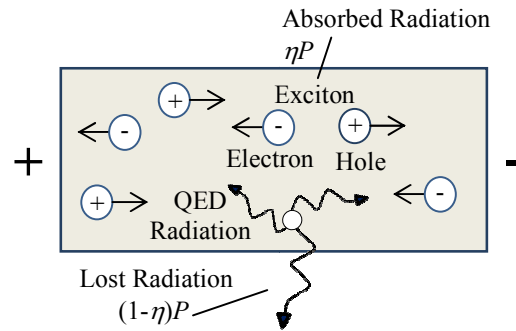 Absorbed Radiation
ηP
+ Exciton
- - +
+ Electron Hole -
+ QED -
Radiation
Lost Radiation
(1-η)P